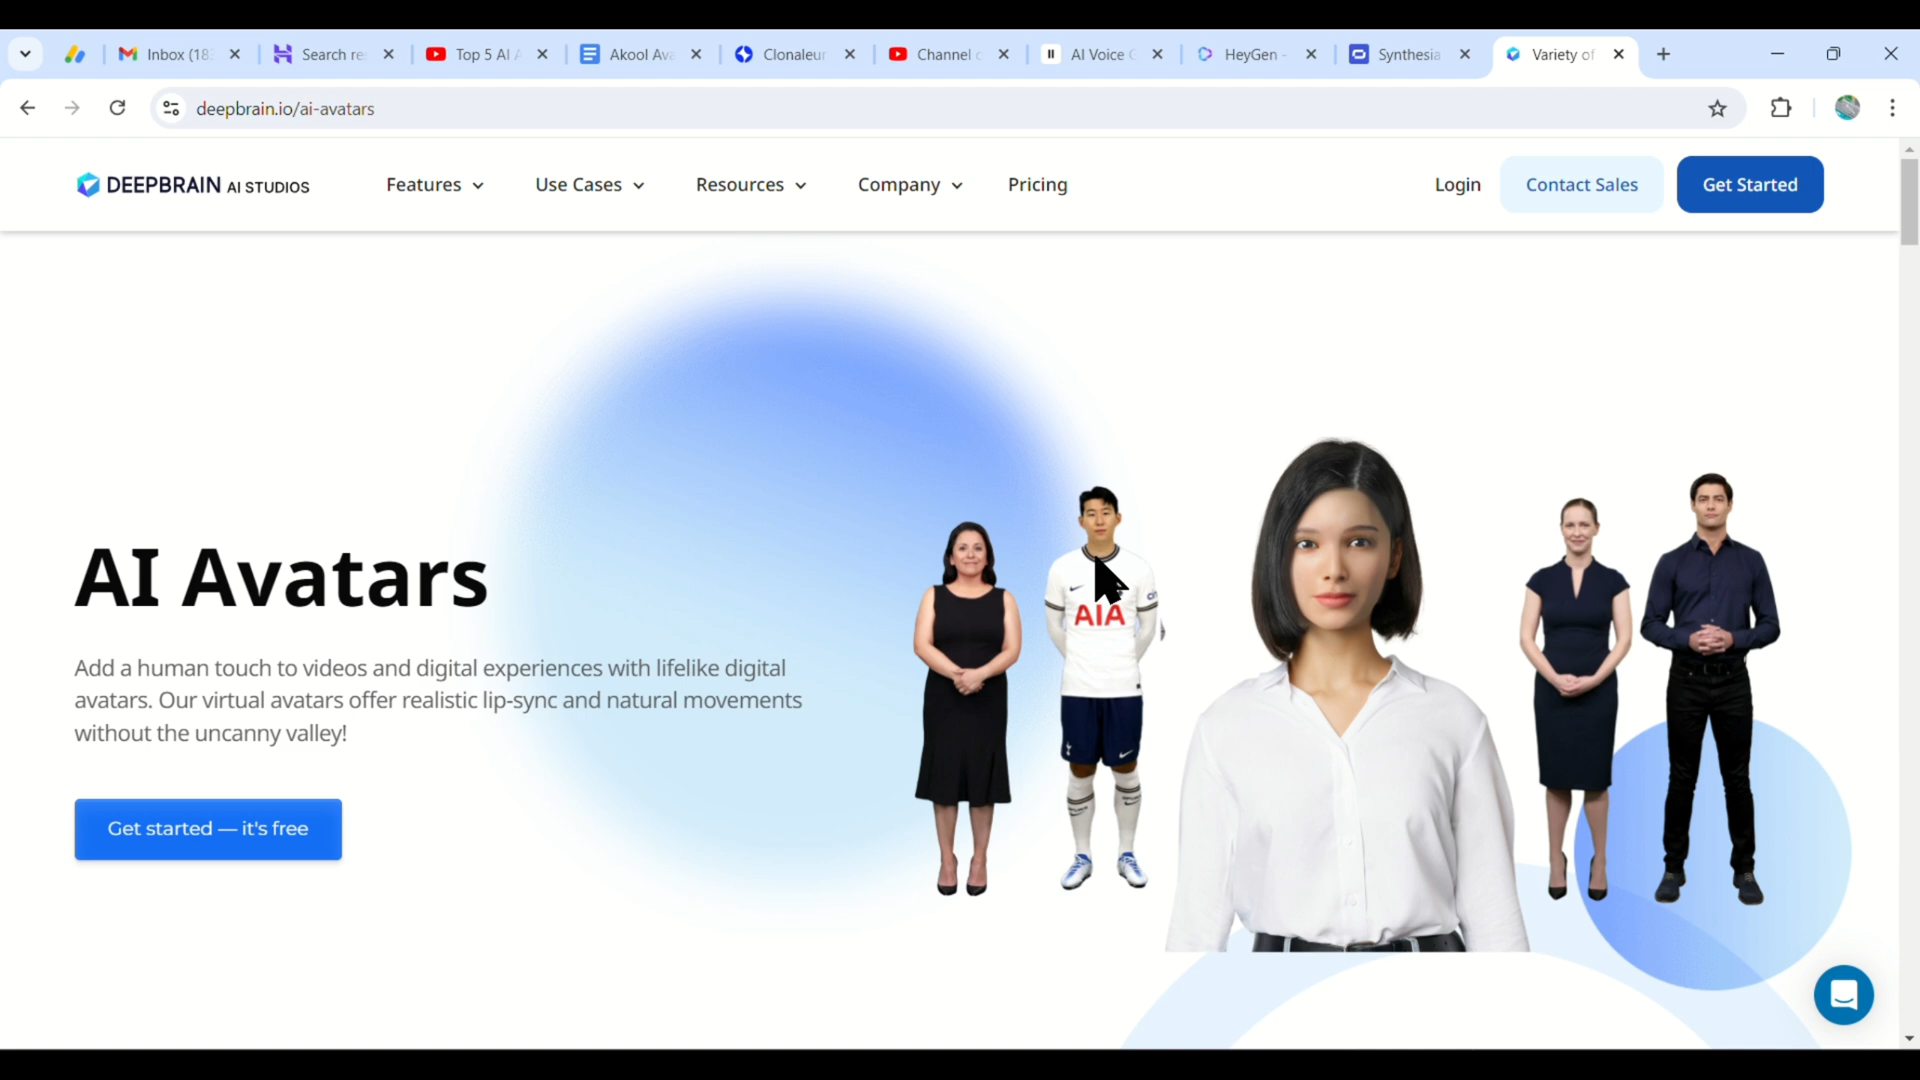 Inbox (18
Search re
Top 5 AI A
Akool Ava
Clonaleur
Channel c
AI Voice G
HeyGen -
Synthesia
Variety of
deepbrain.io/ai-avatars
DEEPBRAIN AI STUDIOS
Features
Use Cases
Resources
Company
Pricing
Login
Contact Sales
Get Started
AI Avatars
Add a human touch to videos and digital experiences with lifelike digital
avatars. Our virtual avatars offer realistic lip-sync and natural movements
without the uncanny valley!
Get started — it's free
AIA